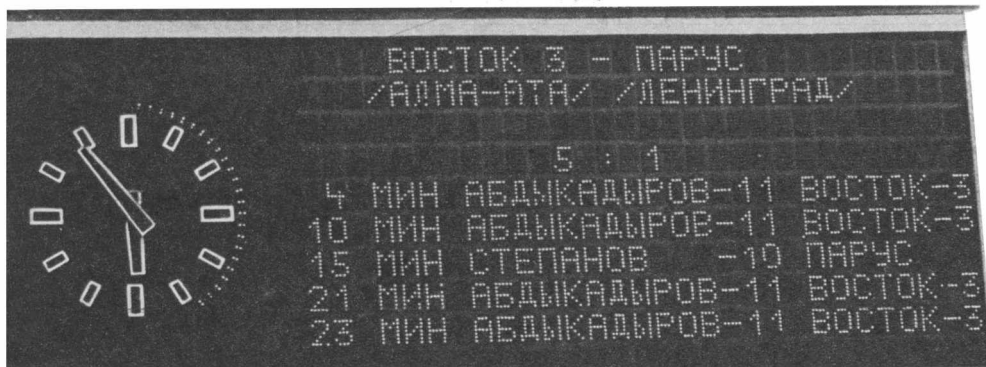 ВОСТОК 3 - ПАРУС
/АЛМА-АТА/ /ЛЕНИНГРАД/
5 : 1
4 МИН АБДЫКАДЫРОВ-11 ВОСТОК-3
10 МИН АБДЫКАДЫРОВ-11 ВОСТОК-3
15 МИН СТЕПАНОВ -10 ПАРУС
21 МИН АБДЫКАДЫРОВ-11 ВОСТОК-3
23 МИН АБДЫКАДЫРОВ-11 ВОСТОК-3